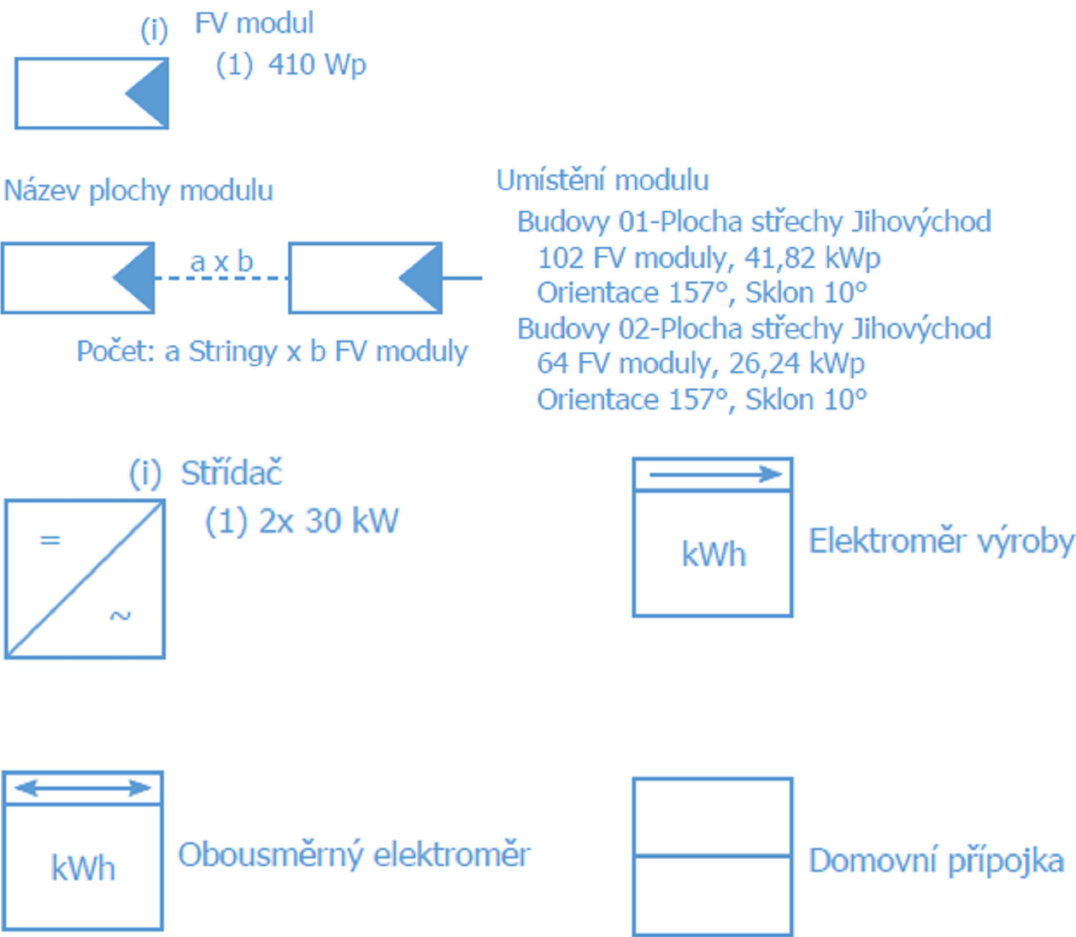 (i) FV modul
(1) 410 Wp
Název plochy modulu
a x b
Počet: a Stringy x b FV moduly
Umístění modulu
Budovy 01-Plocha střechy Jihovýchod
102 FV moduly, 41,82 kWp
Orientace 157°, Sklon 10°
Budovy 02-Plocha střechy Jihovýchod
64 FV moduly, 26,24 kWp
Orientace 157°, Sklon 10°
(i) Střídač
(1) 2x 30 kW
=
~
kWh
Elektroměr výroby
kWh
Obousměrný elektroměr
Domovní přípojka